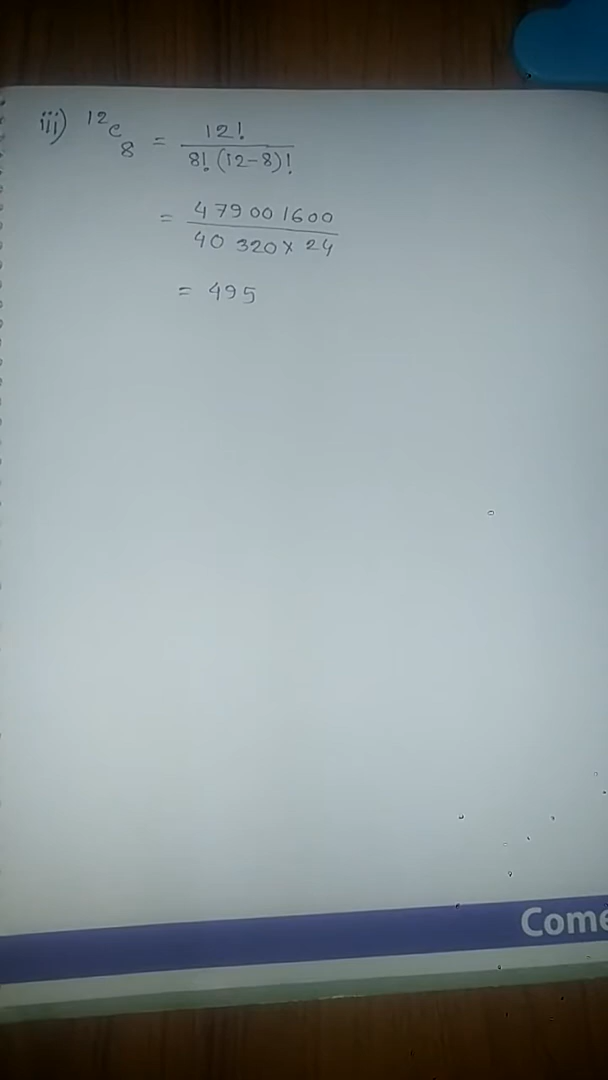 iii) ¹²C₈ = 12! / 8! (12-8)!
= 479001600 / 40320 × 24
= 495
Come